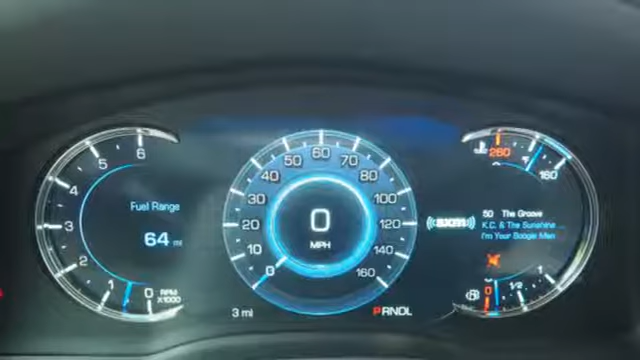 6
5
4
3
2
1
0
RPM
X1000
Fuel Range
64 mi
0
10
20
30
40
50
60
70
80
100
120
140
160
0
MPH
3 mi
PRNDL
260
°F
160
((SXM))
50 The Groove
K.C. & The Sunshine ...
I'm Your Boogie Man
0
1/2
1